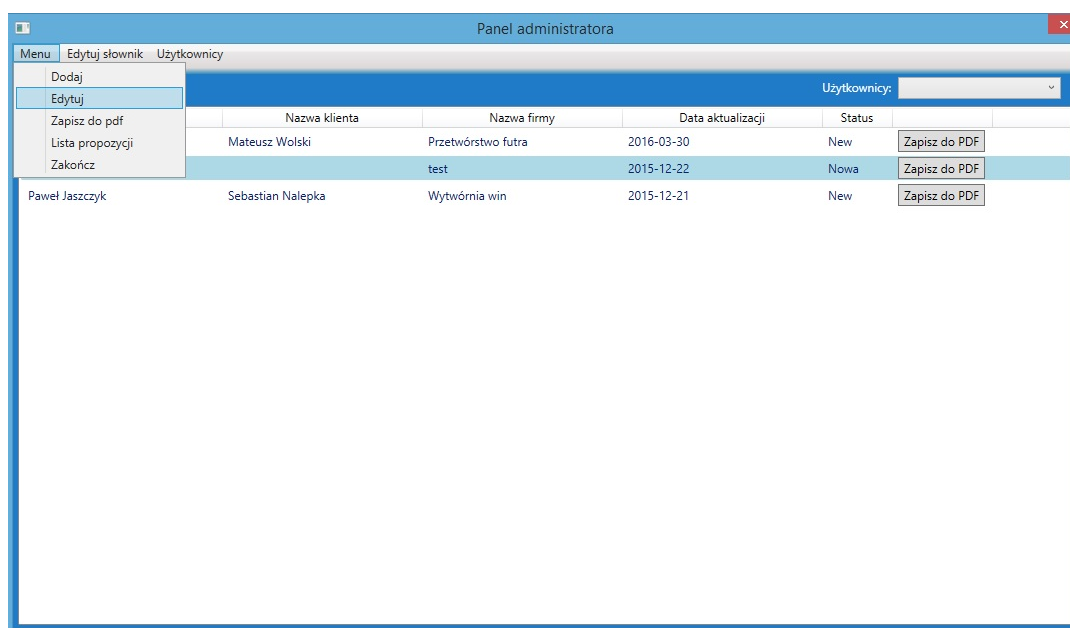 Panel administratora
Menu Edytuj słownik Użytkownicy
Dodaj
Edytuj
Zapisz do pdf
Lista propozycji
Zakończ
Użytkownicy:
Nazwa klienta Nazwa firmy Data aktualizacji Status
Mateusz Wolski Przetwórstwo futra 2016-03-30 New Zapisz do PDF
test 2015-12-22 Nowa Zapisz do PDF
Paweł Jaszczyk Sebastian Nalepka Wytwórnia win 2015-12-21 New Zapisz do PDF